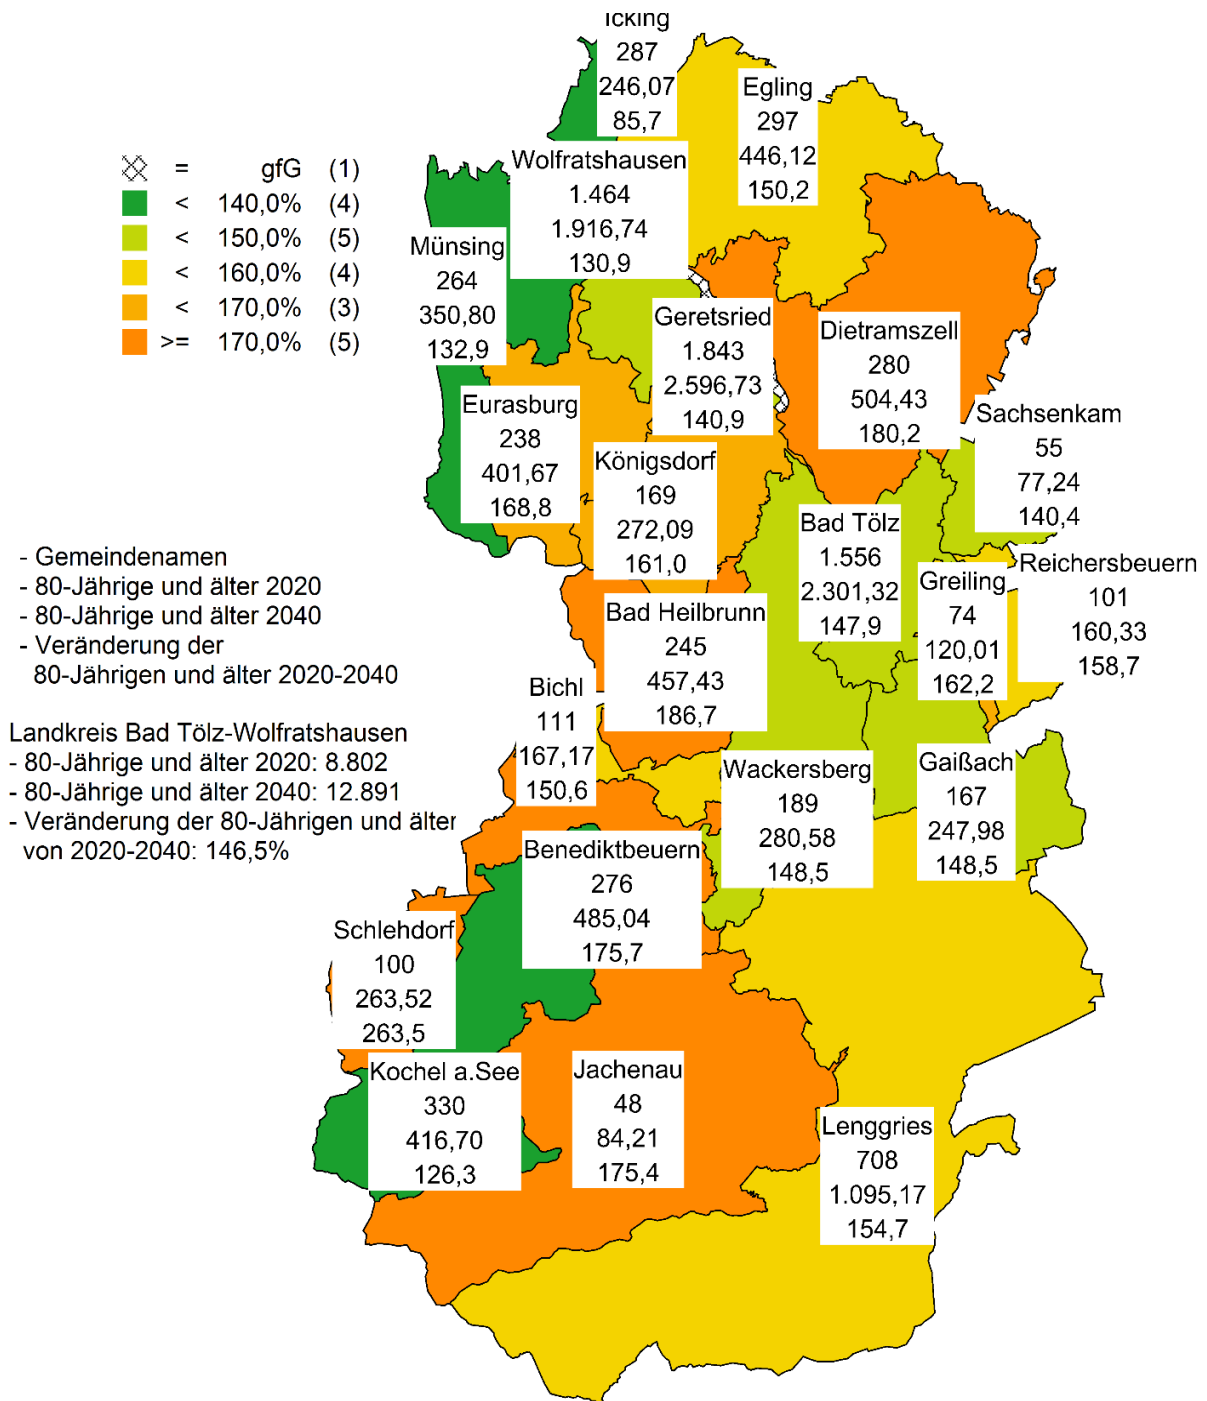 Icking
287
246,07
85,7
Egling
297
446,12
150,2
= gfG (1)
< 140,0% (4)
< 150,0% (5)
< 160,0% (4)
< 170,0% (3)
>= 170,0% (5)
Wolfratshausen
1.464
1.916,74
130,9
Münsing
264
350,80
132,9
Geretsried
1.843
2.596,73
140,9
Dietramszell
280
504,43
180,2
Eurasburg
238
401,67
168,8
Sachsenkam
55
77,24
140,4
Königsdorf
169
272,09
161,0
Bad Tölz
1.556
2.301,32
147,9
Reichersbeuern
101
160,33
158,7
Greiling
74
120,01
162,2
- Gemeindenamen
- 80-Jährige und älter 2020
- 80-Jährige und älter 2040
- Veränderung der
80-Jährigen und älter 2020-2040
Bad Heilbrunn
245
457,43
186,7
Bichl
111
167,17
150,6
Landkreis Bad Tölz-Wolfratshausen
- 80-Jährige und älter 2020: 8.802
- 80-Jährige und älter 2040: 12.891
- Veränderung der 80-Jährigen und älter
von 2020-2040: 146,5%
Wackersberg
189
280,58
148,5
Gaißach
167
247,98
148,5
Benediktbeuern
276
485,04
175,7
Schlehdorf
100
263,52
263,5
Kochel a.See
330
416,70
126,3
Jachenau
48
84,21
175,4
Lenggries
708
1.095,17
154,7